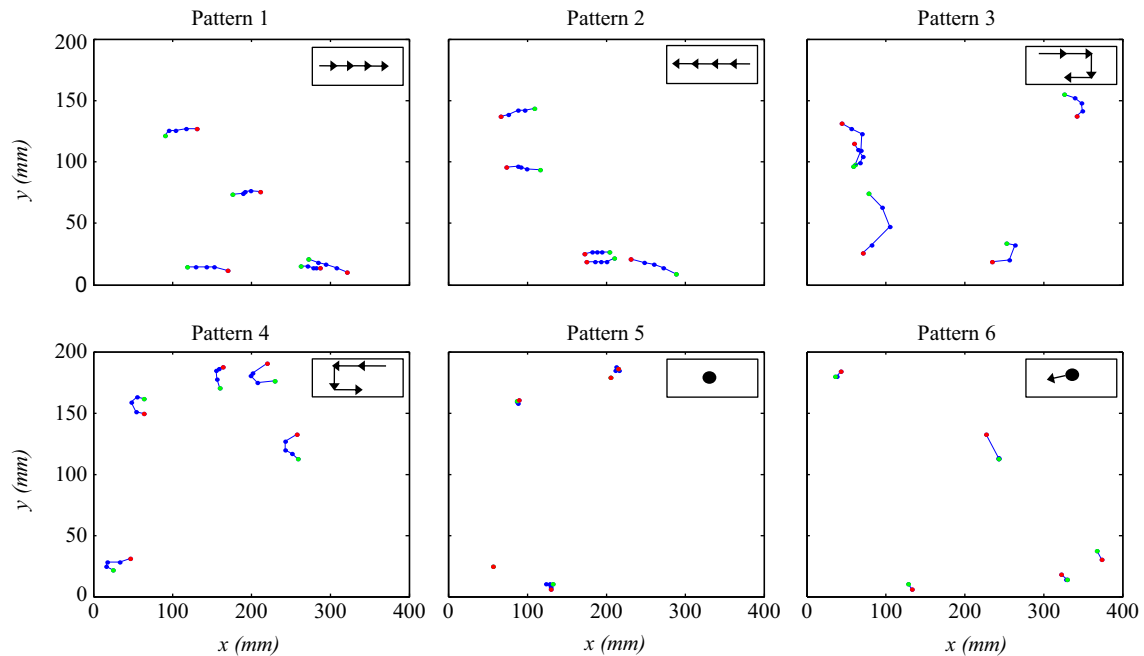 Pattern 1
Pattern 2
Pattern 3
200
150
100
50
0
y (mm)
Pattern 4
Pattern 5
Pattern 6
200
150
100
50
0
y (mm)
0 100 200 300 400
0 100 200 300 400
0 100 200 300 400
x (mm)
x (mm)
x (mm)